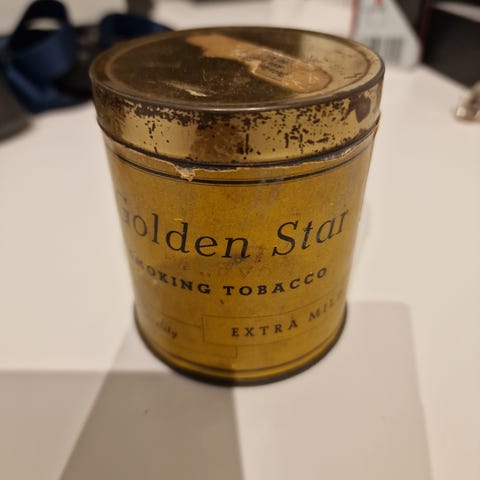 Golden Star
SMOKING TOBACCO
EXTRA MILD